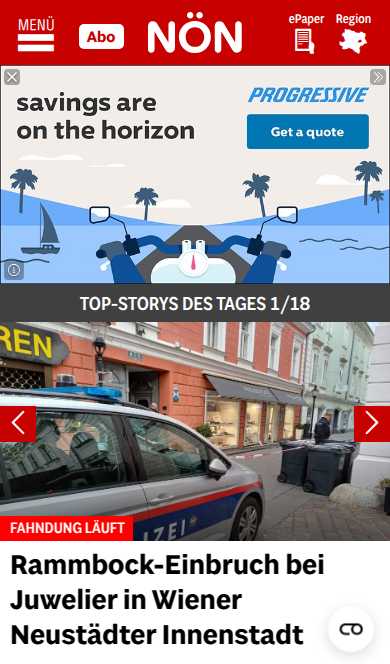 MENÜ
Abo
NÖN
ePaper
Region
savings are
on the horizon
PROGRESSIVE
Get a quote
TOP-STORYS DES TAGES 1/18
REN
ZEI
FAHNDUNG LÄUFT
Rammbock-Einbruch bei
Juwelier in Wiener
Neustädter Innenstadt